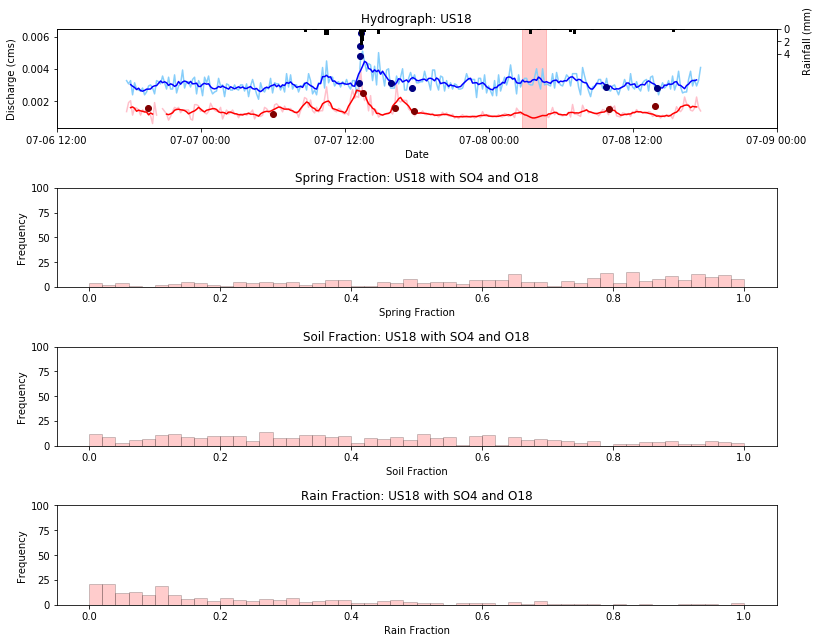 Hydrograph: US18
0.006
0.004
0.002
Discharge (cms)
0
2
4
Rainfall (mm)
07-06 12:00 07-07 00:00 07-07 12:00 07-08 00:00 07-08 12:00 07-09 00:00
Date
Spring Fraction: US18 with SO4 and O18
100
75
50
25
0
Frequency
0.0 0.2 0.4 0.6 0.8 1.0
Spring Fraction
Soil Fraction: US18 with SO4 and O18
100
75
50
25
0
Frequency
0.0 0.2 0.4 0.6 0.8 1.0
Soil Fraction
Rain Fraction: US18 with SO4 and O18
100
75
50
25
0
Frequency
0.0 0.2 0.4 0.6 0.8 1.0
Rain Fraction